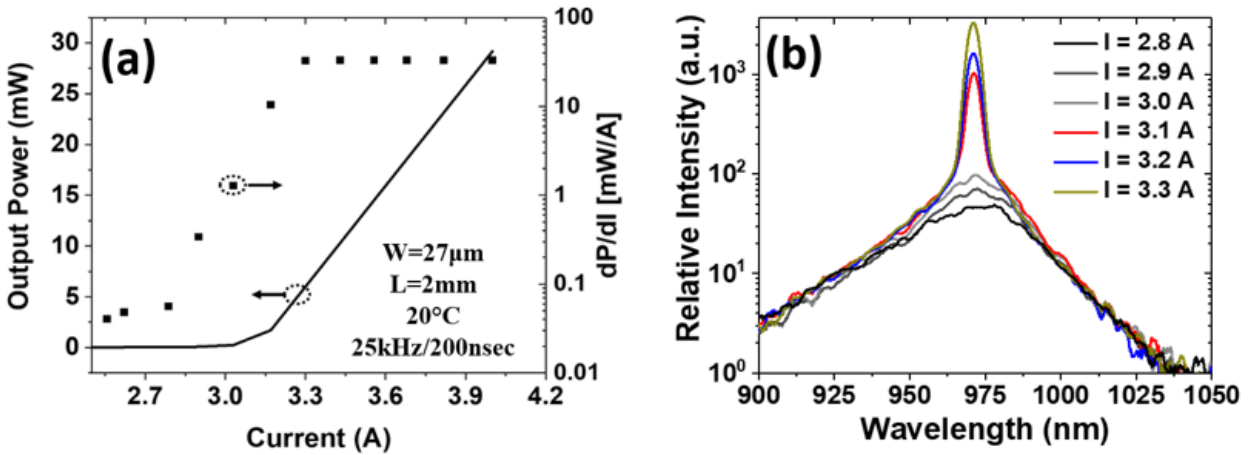 (a)
Output Power (mW)
30
25
20
15
10
5
0
100
10
1
0.1
0.01
dP/dI [mW/A]
W=27µm
L=2mm
20°C
25kHz/200nsec
2.7 3.0 3.3 3.6 3.9 4.2
Current (A)
(b)
Relative Intensity (a.u.)
10³
10²
10¹
10⁰
I = 2.8 A
I = 2.9 A
I = 3.0 A
I = 3.1 A
I = 3.2 A
I = 3.3 A
900 925 950 975 1000 1025 1050
Wavelength (nm)